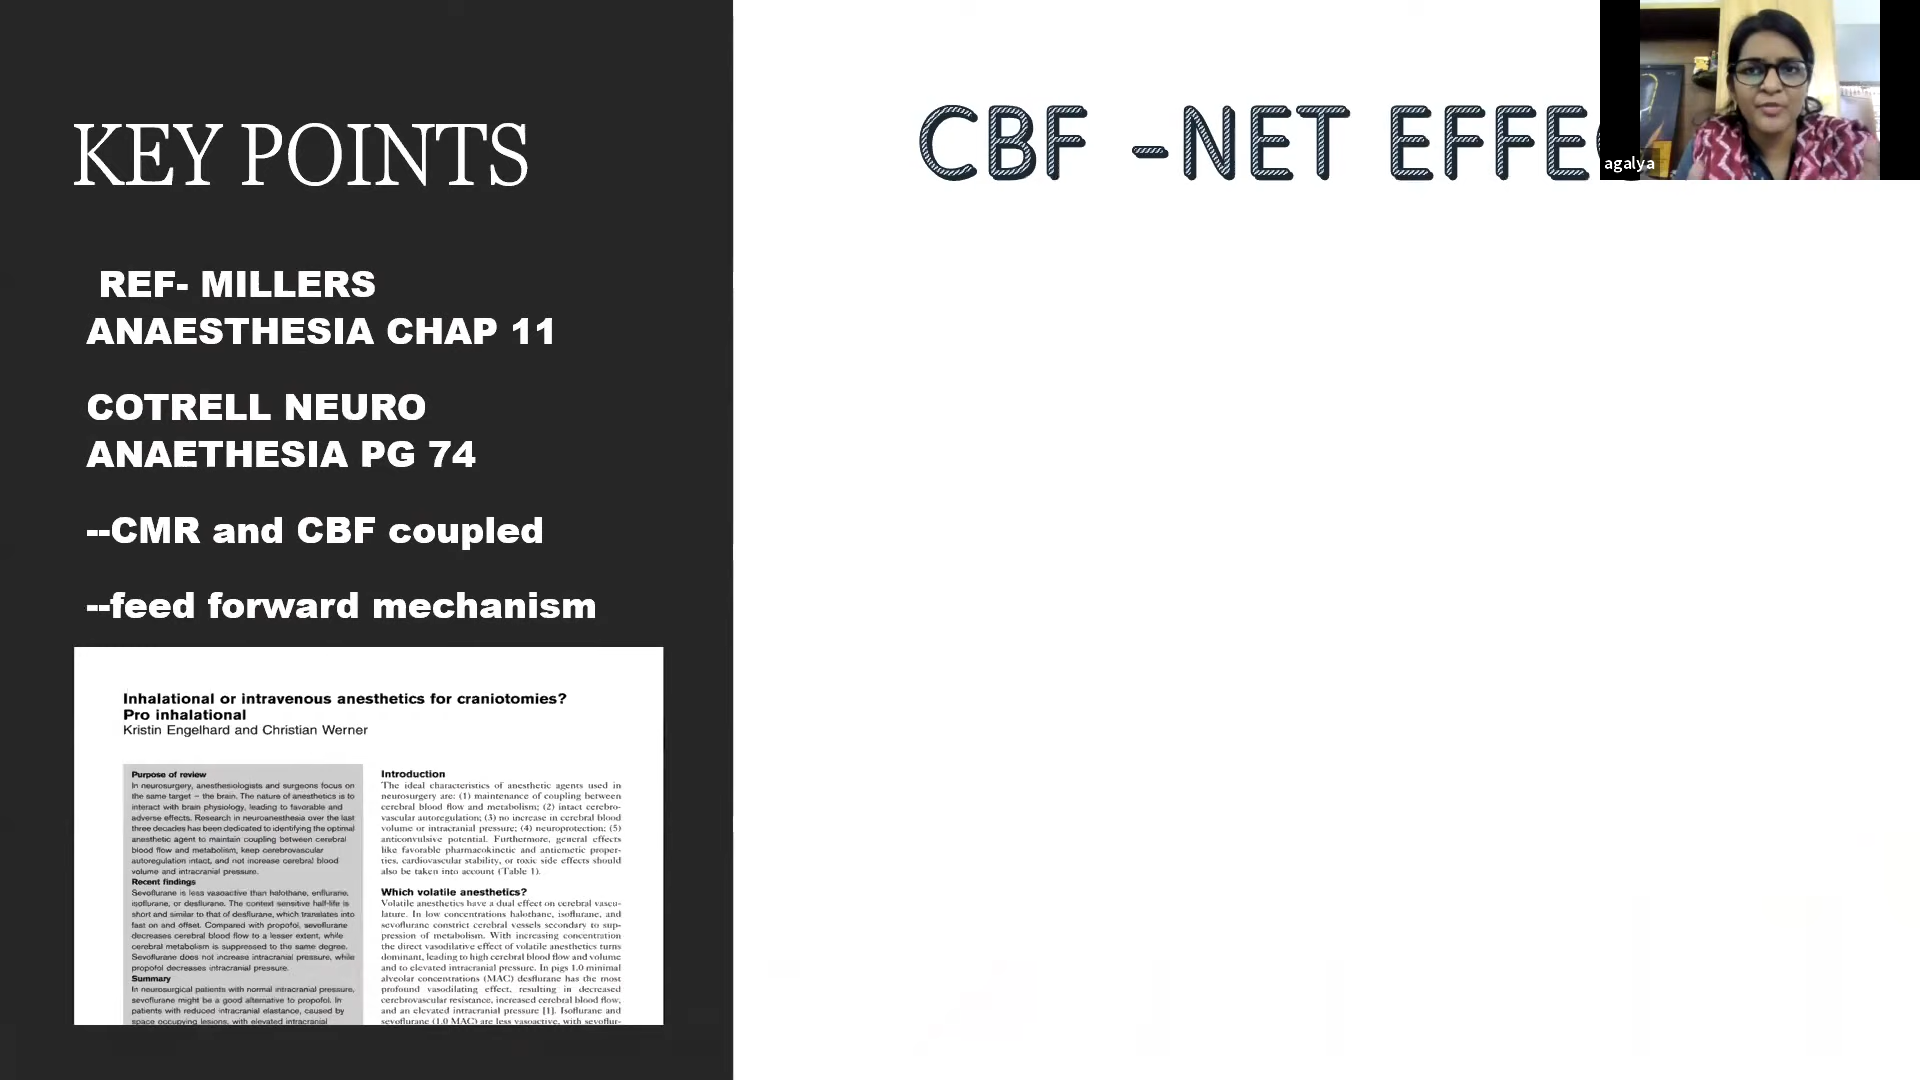 KEY POINTS
REF- MILLERS
ANAESTHESIA CHAP 11
COTRELL NEURO
ANAETHESIA PG 74
--CMR and CBF coupled
--feed forward mechanism
Inhalational or intravenous anesthetics for craniotomies?
Pro inhalational
Kristin Engelhard and Christian Werner
Purpose of review
In neurosurgery, anesthesiologists and surgeons focus on
the same target – the brain. The nature of anesthetics is to
interact with brain physiology, leading to favorable and
adverse effects. Research in neuroanesthesia over the last
three decades has been dedicated to identifying the optimal
anesthetic agent to maintain coupling between cerebral
blood flow and metabolism, keep cerebrovascular
autoregulation intact, and not increase cerebral blood
volume and intracranial pressure.
Recent findings
Sevoflurane is less vasoactive than halothane, enflurane,
isoflurane, or desflurane. The context sensitive half-life is
short and similar to that of desflurane, which translates into
fast on and offset. Compared with propofol, sevoflurane
decreases cerebral blood flow to a lesser extent, while
cerebral metabolism is suppressed to the same degree.
Sevoflurane does not increase intracranial pressure, while
propofol decreases intracranial pressure.
Summary
In neurosurgical patients with normal intracranial pressure,
sevoflurane might be a good alternative to propofol. In
patients with reduced intracranial elastance, caused by
space occupying lesions, with elevated intracranial
Introduction
The ideal characteristics of anesthetic agents used in
neurosurgery are: (1) maintenance of coupling between
cerebral blood flow and metabolism; (2) intact cerebro-
vascular autoregulation; (3) no increase in cerebral blood
volume or intracranial pressure; (4) neuroprotection; (5)
anticonvulsive potential. Furthermore, general effects
like favorable pharmacokinetic and antiemetic proper-
ties, cardiovascular stability, or toxic side effects should
also be taken into account (Table 1).
Which volatile anesthetics?
Volatile anesthetics have a dual effect on cerebral vascu-
lature. In low concentrations halothane, isoflurane, and
sevoflurane constrict cerebral vessels secondary to sup-
pression of metabolism. With increasing concentration
the direct vasodilative effect of volatile anesthetics turns
dominant, leading to high cerebral blood flow and volume
and to elevated intracranial pressure. In pigs 1.0 minimal
alveolar concentrations (MAC) desflurane has the most
profound vasodilating effect, resulting in decreased
cerebrovascular resistance, increased cerebral blood flow,
and an elevated intracranial pressure [1]. Isoflurane and
sevoflurane (1.0 MAC) are less vasoactive, with sevoflur-
CBF -NET EFFE
agalya